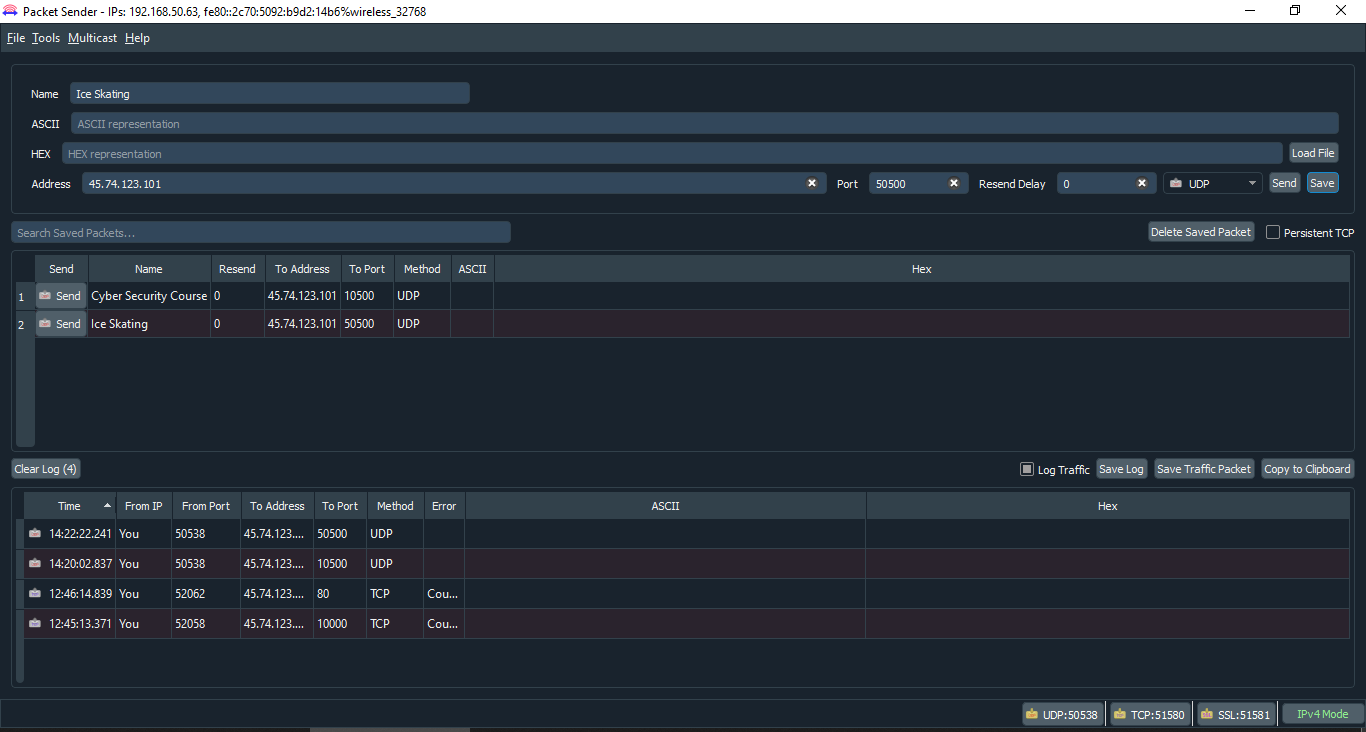 Packet Sender - IPs: 192.168.50.63, fe80::2c70:5092:b9d2:14b6%wireless_32768
File Tools Multicast Help
Name Ice Skating
ASCII ASCII representation
HEX HEX representation Load File
Address 45.74.123.101 Port 50500 Resend Delay 0 UDP Send Save
Search Saved Packets... Delete Saved Packet Persistent TCP
Send Name Resend To Address To Port Method ASCII Hex
1 Send Cyber Security Course 0 45.74.123.101 10500 UDP
2 Send Ice Skating 0 45.74.123.101 50500 UDP
Clear Log (4) Log Traffic Save Log Save Traffic Packet Copy to Clipboard
Time From IP From Port To Address To Port Method Error ASCII Hex
14:22:22.241 You 50538 45.74.123.... 50500 UDP
14:20:02.837 You 50538 45.74.123.... 10500 UDP
12:46:14.839 You 52062 45.74.123.... 80 TCP Cou...
12:45:13.371 You 52058 45.74.123.... 10000 TCP Cou...
UDP:50538 TCP:51580 SSL:51581 IPv4 Mode